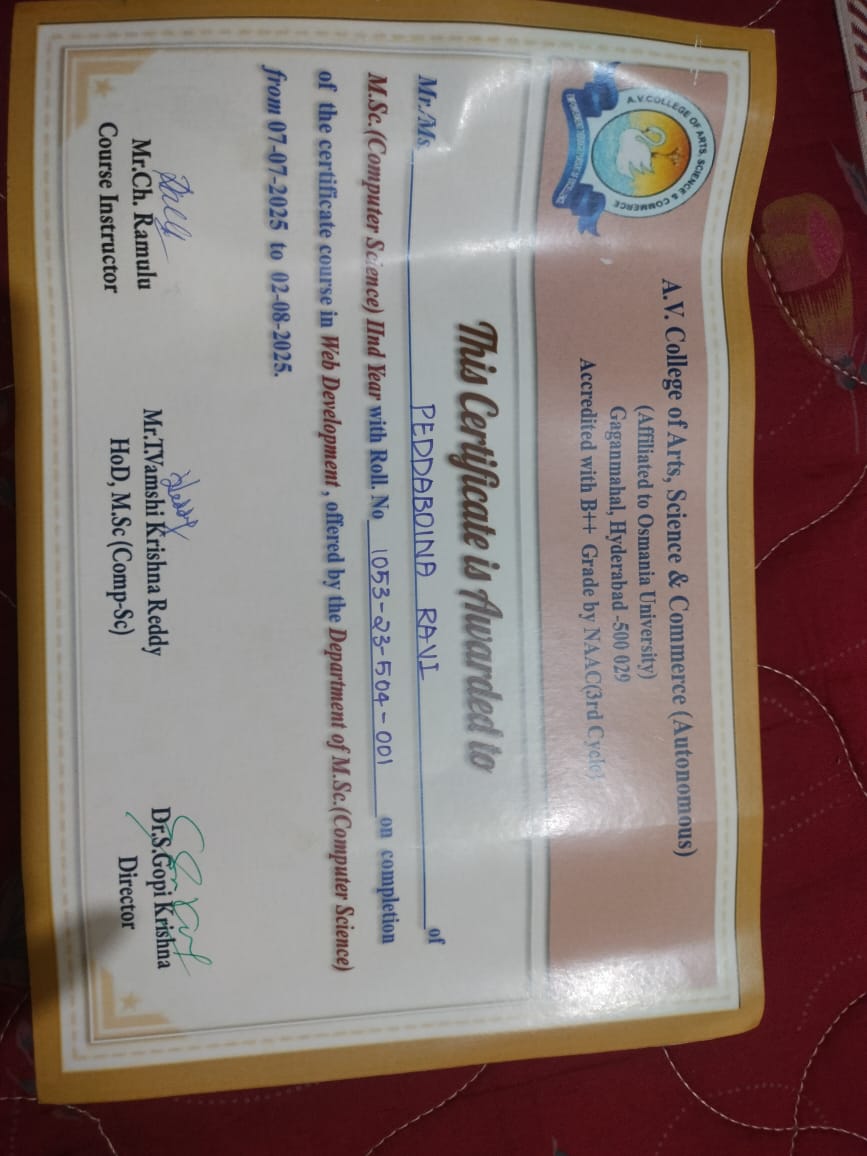 A.V.COLLEGE OF ARTS, SCIENCE & COMMERCE
A.V. College of Arts, Science & Commerce (Autonomous)
(Affiliated to Osmania University)
Gaganmahal, Hyderabad -500 029
Accredited with B++ Grade by NAAC(3rd Cycle)
This Certificate is Awarded to
Mr./Ms. PEDDABOINA RAVI of
M.Sc.(Computer Science) IInd Year with Roll. No 1053-23-504-001 on completion
of the certificate course in Web Development, offered by the Department of M.Sc.(Computer Science)
from 07-07-2025 to 02-08-2025.
Mr.Ch. Ramulu
Course Instructor
Mr.T.Vamshi Krishna Reddy
HoD, M.Sc (Comp-Sc)
Dr.S.Gopi Krishna
Director